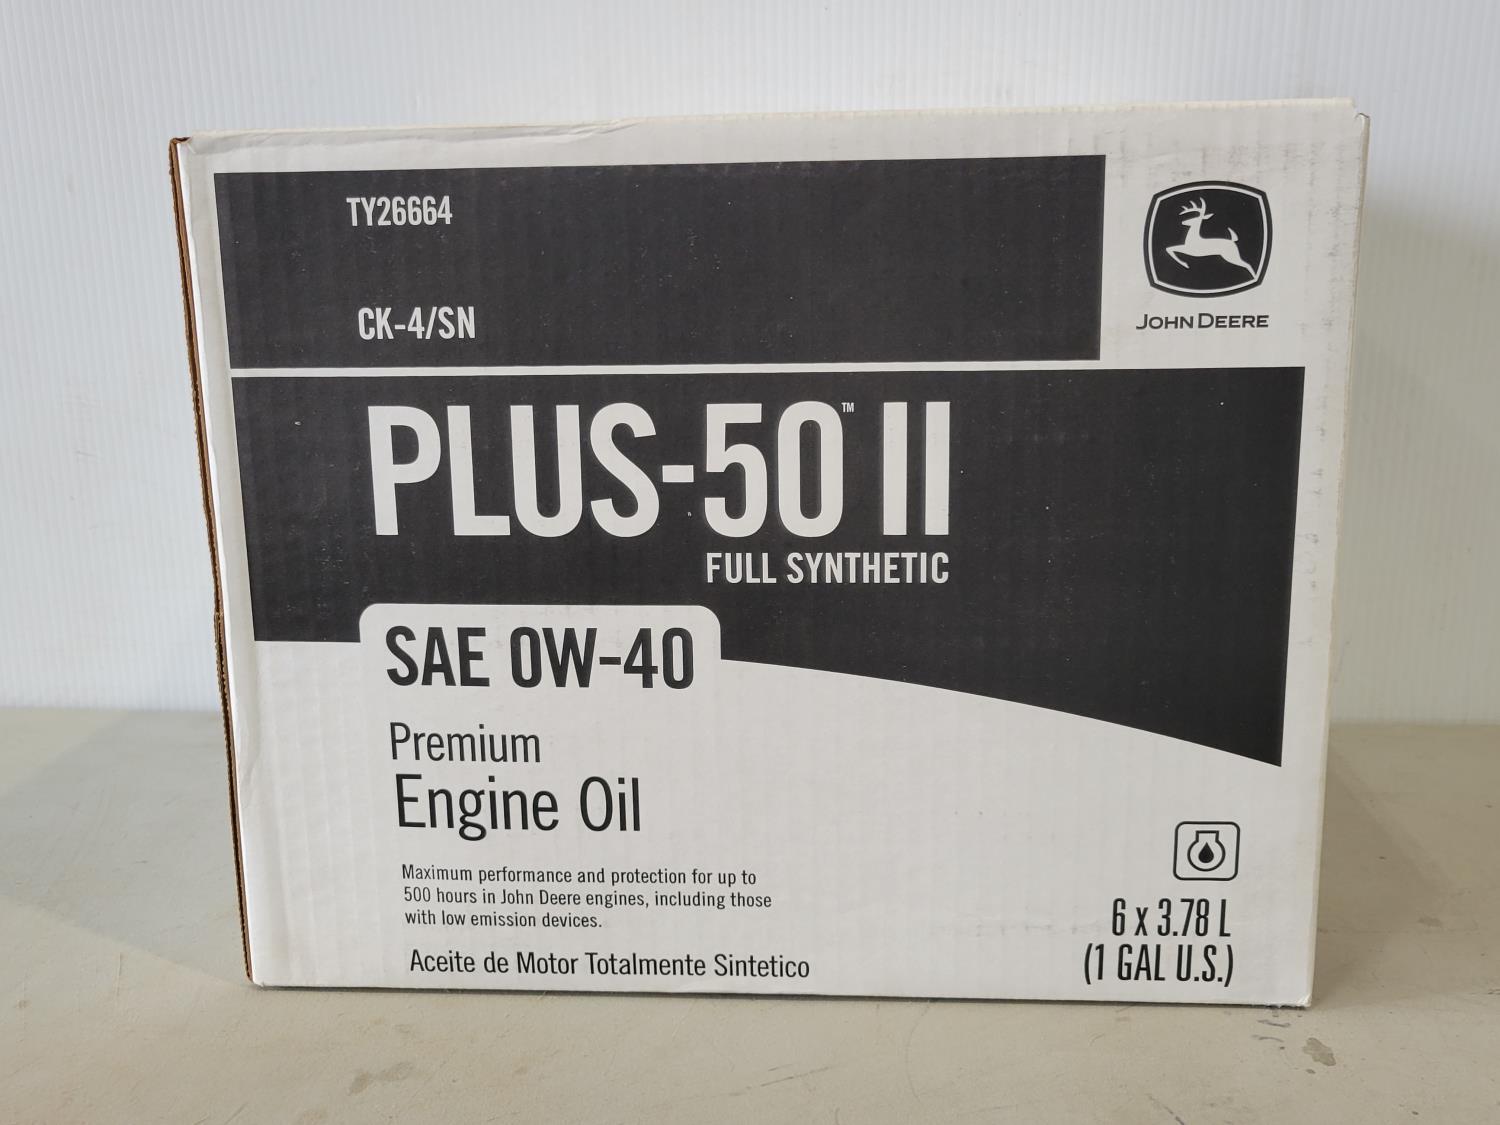 TY26664
CK-4/SN
JOHN DEERE
PLUS-50™ II
FULL SYNTHETIC
SAE 0W-40
Premium
Engine Oil
Maximum performance and protection for up to
500 hours in John Deere engines, including those
with low emission devices.
Aceite de Motor Totalmente Sintetico
6 x 3.78 L
(1 GAL U.S.)